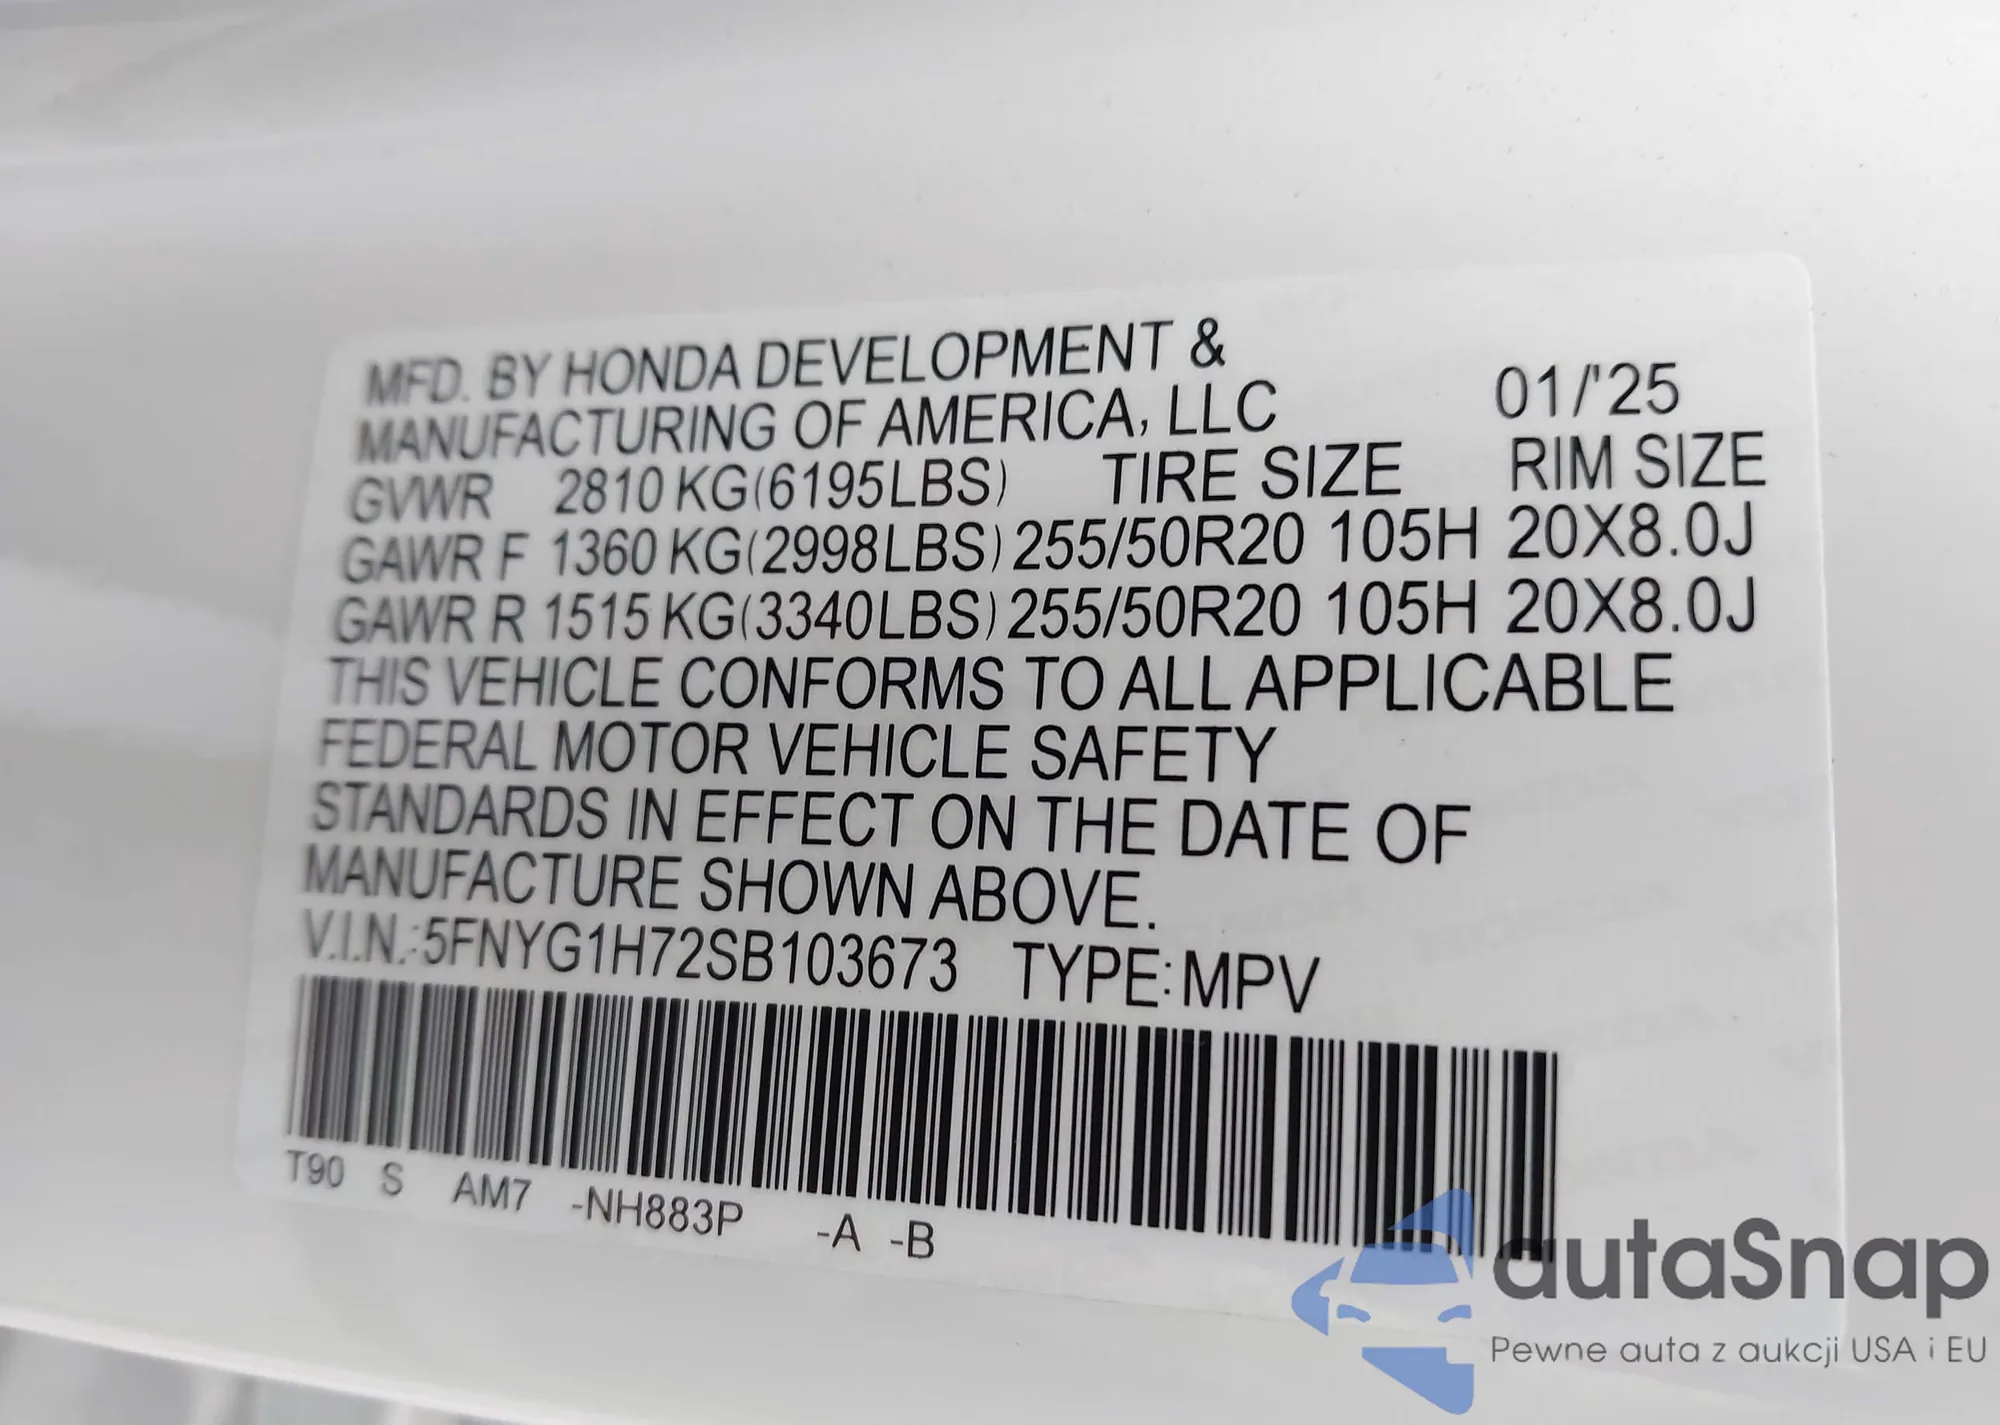 MFD. BY HONDA DEVELOPMENT &
MANUFACTURING OF AMERICA, LLC 01/'25
GVWR 2810 KG(6195LBS) TIRE SIZE RIM SIZE
GAWR F 1360 KG(2998LBS) 255/50R20 105H 20X8.0J
GAWR R 1515 KG(3340LBS) 255/50R20 105H 20X8.0J
THIS VEHICLE CONFORMS TO ALL APPLICABLE
FEDERAL MOTOR VEHICLE SAFETY
STANDARDS IN EFFECT ON THE DATE OF
MANUFACTURE SHOWN ABOVE.
V.I.N.:5FNYG1H72SB103673 TYPE:MPV
T90 S AM7 -NH883P -A -B
autaSnap
Pewne auta z aukcji USA i EU